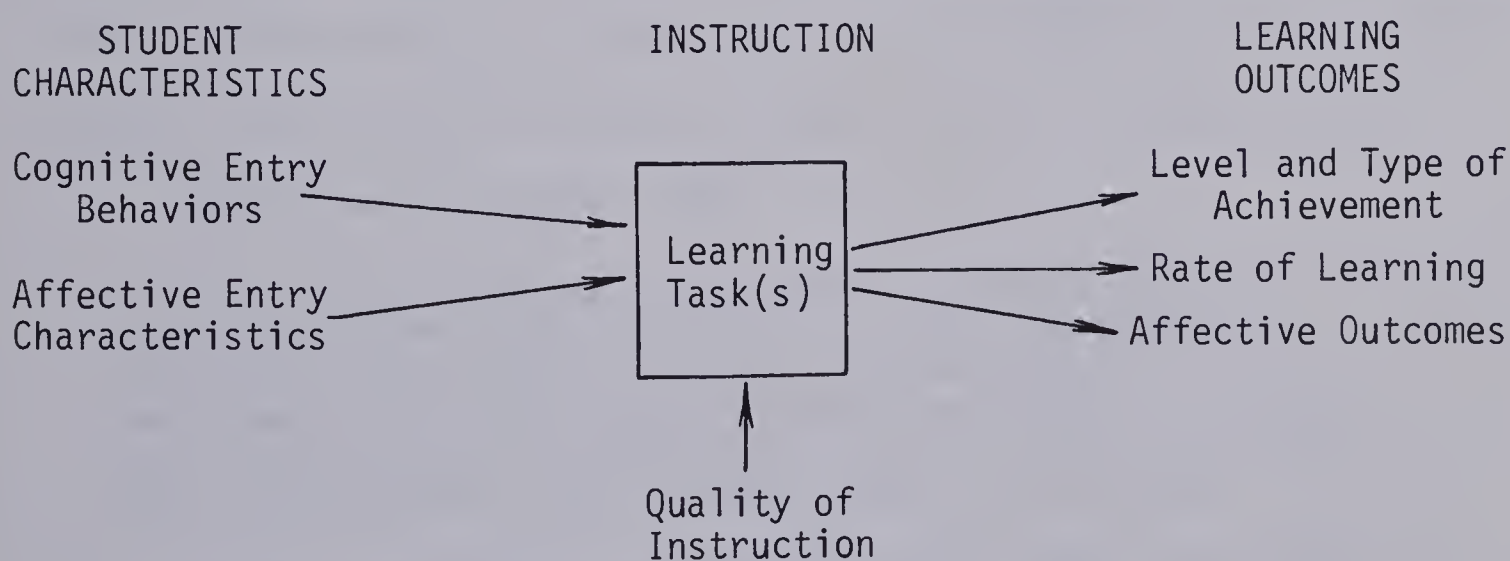 STUDENT
CHARACTERISTICS
Cognitive Entry
Behaviors
Affective Entry
Characteristics
INSTRUCTION
Learning
Task(s)
Quality of
Instruction
LEARNING
OUTCOMES
Level and Type of
Achievement
Rate of Learning
Affective Outcomes